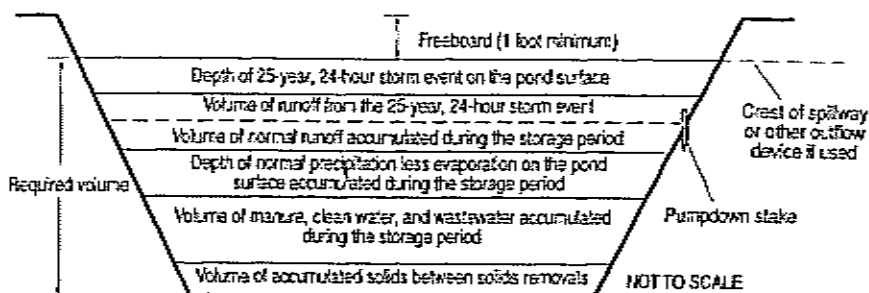 Freeboard (1 foot minimum)
Depth of 25-year, 24-hour storm event on the pond surface
Volume of runoff from the 25-year, 24-hour storm event
Crest of spillway
or other outflow
device if used
Volume of normal runoff accumulated during the storage period
Depth of normal precipitation less evaporation on the pond
surface accumulated during the storage period
Required volume
Volume of manure, clean water, and wastewater accumulated
during the storage period
Pumpdown stake
Volume of accumulated solids between solids removals
NOT TO SCALE